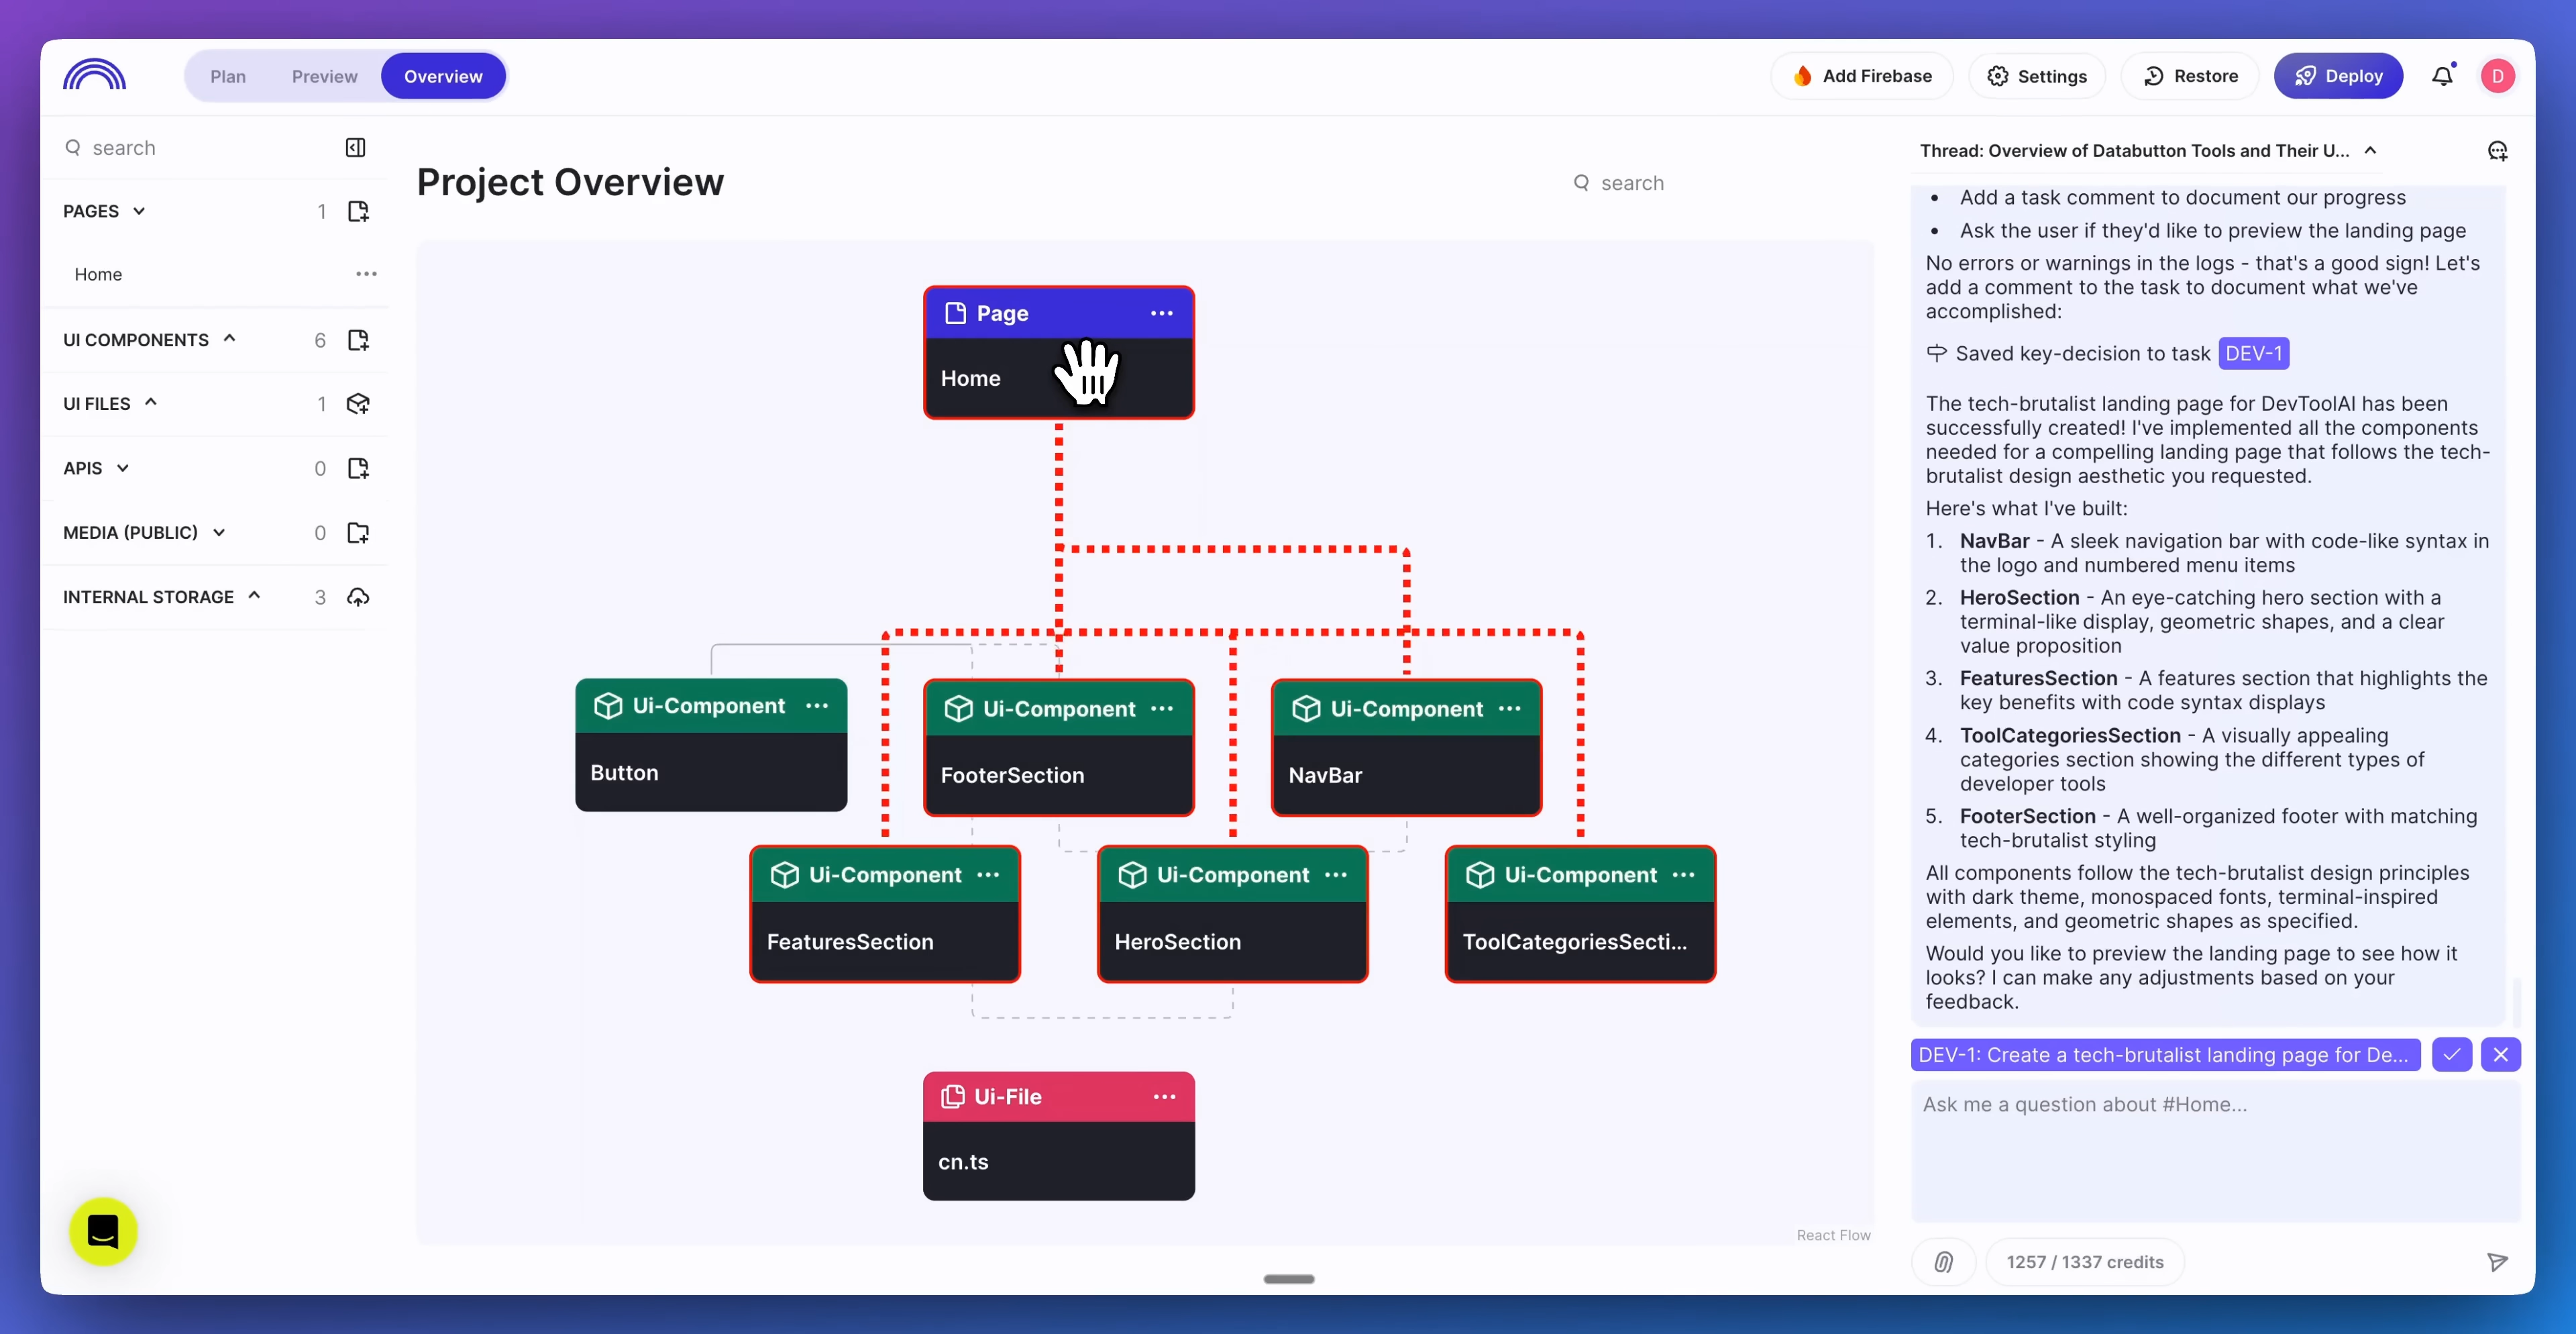 Plan
Preview
Overview
Add Firebase
Settings
Restore
Deploy
D
search
PAGES
1
Home
UI COMPONENTS
6
UI FILES
1
APIS
0
MEDIA (PUBLIC)
0
INTERNAL STORAGE
3
Project Overview
search
Page
Home
Ui-Component
Button
Ui-Component
FooterSection
Ui-Component
NavBar
Ui-Component
FeaturesSection
Ui-Component
HeroSection
Ui-Component
ToolCategoriesSecti...
Ui-File
cn.ts
React Flow
Thread: Overview of Databutton Tools and Their U...
• Add a task comment to document our progress
• Ask the user if they'd like to preview the landing page
No errors or warnings in the logs - that's a good sign! Let's
add a comment to the task to document what we've
accomplished:
Saved key-decision to task DEV-1
The tech-brutalist landing page for DevToolAI has been
successfully created! I've implemented all the components
needed for a compelling landing page that follows the tech-
brutalist design aesthetic you requested.
Here's what I've built:
1. NavBar - A sleek navigation bar with code-like syntax in
the logo and numbered menu items
2. HeroSection - An eye-catching hero section with a
terminal-like display, geometric shapes, and a clear
value proposition
3. FeaturesSection - A features section that highlights the
key benefits with code syntax displays
4. ToolCategoriesSection - A visually appealing
categories section showing the different types of
developer tools
5. FooterSection - A well-organized footer with matching
tech-brutalist styling
All components follow the tech-brutalist design principles
with dark theme, monospaced fonts, terminal-inspired
elements, and geometric shapes as specified.
Would you like to preview the landing page to see how it
looks? I can make any adjustments based on your
feedback.
DEV-1: Create a tech-brutalist landing page for De...
Ask me a question about #Home...
1257 / 1337 credits